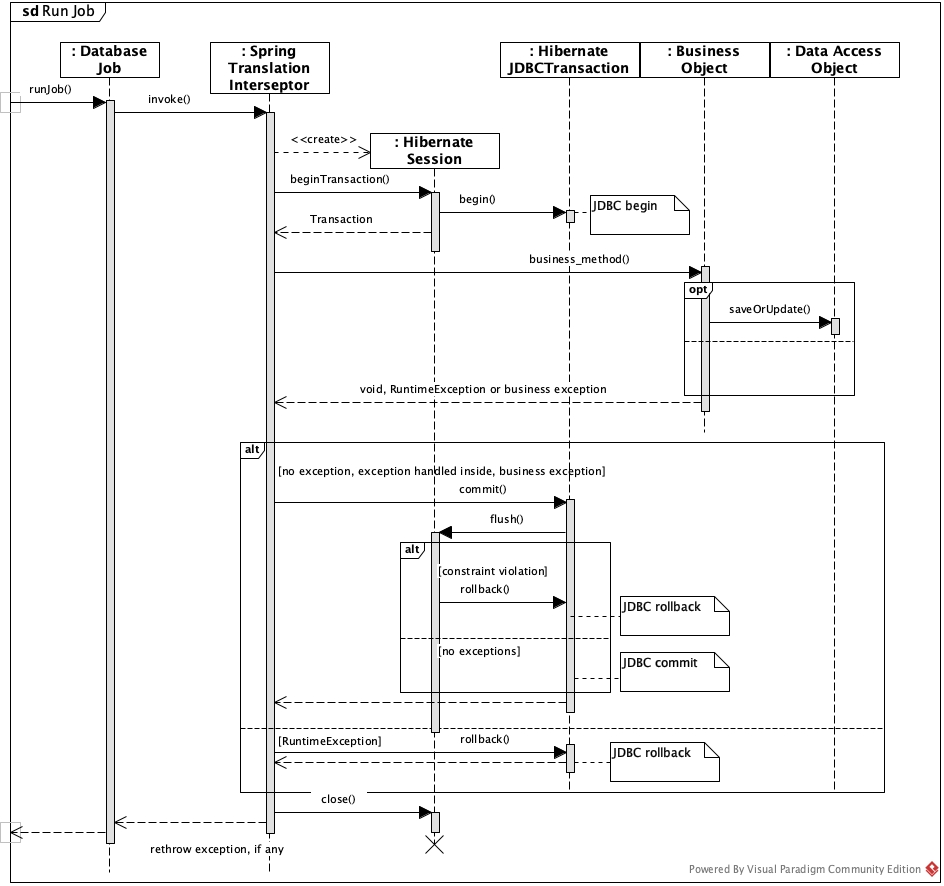 sd Run Job
: Database
Job
: Spring
Translation
Interseptor
: Hibernate
JDBCTransaction
: Business
Object
: Data Access
Object
runJob()
invoke()
<<create>>
: Hibernate
Session
beginTransaction()
begin()
JDBC begin
Transaction
business_method()
opt
saveOrUpdate()
void, RuntimeException or business exception
alt
[no exception, exception handled inside, business exception]
commit()
flush()
alt
[constraint violation]
rollback()
JDBC rollback
[no exceptions]
JDBC commit
[RuntimeException]
rollback()
JDBC rollback
close()
rethrow exception, if any
Powered By Visual Paradigm Community Edition